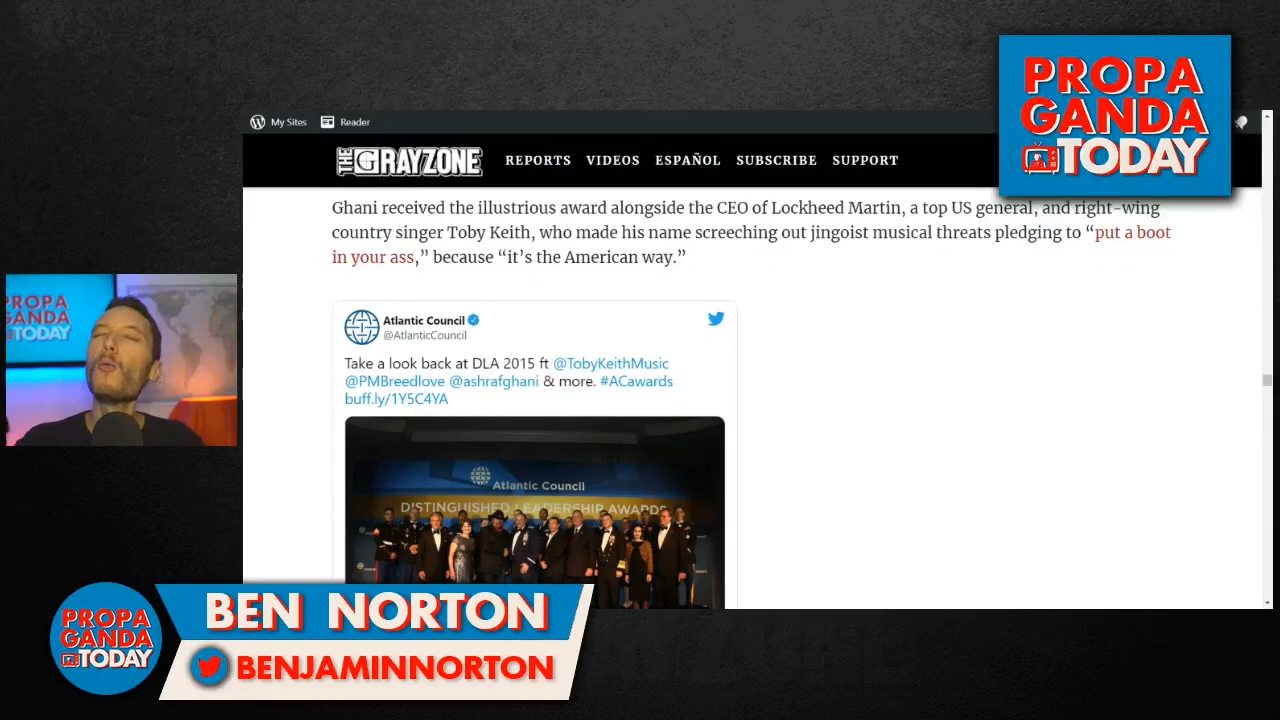 My Sites
Reader
THE GRAYZONE
REPORTS VIDEOS ESPAÑOL SUBSCRIBE SUPPORT
PROPA
GANDA
TODAY
Ghani received the illustrious award alongside the CEO of Lockheed Martin, a top US general, and right-wing
country singer Toby Keith, who made his name screeching out jingoist musical threats pledging to “put a boot
in your ass,” because “it’s the American way.”
Atlantic Council
@AtlanticCouncil
Take a look back at DLA 2015 ft @TobyKeithMusic
@PMBreedlove @ashrafghani & more. #ACawards
buff.ly/1Y5C4YA
Atlantic Council
DISTINGUISHED LEADERSHIP AWARDS
PROPA
GANDA
TODAY
PROPA
GANDA
TODAY
BEN NORTON
BENJAMINNORTON